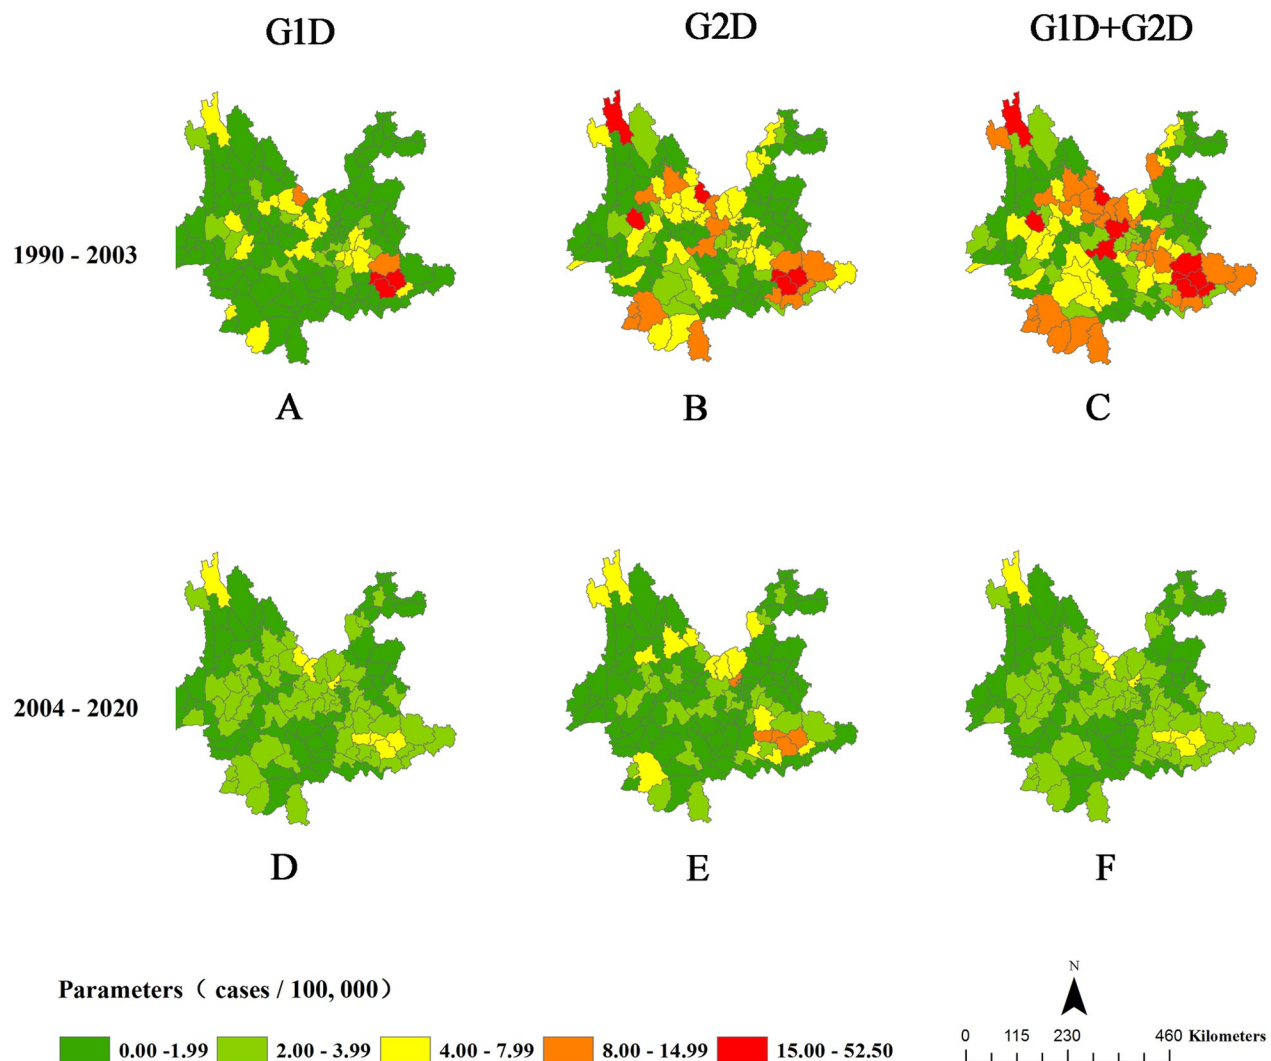 G1D G2D G1D+G2D
1990 - 2003
A B C
2004 - 2020
D E F
Parameters（ cases / 100, 000）
N
0.00 -1.99 2.00 - 3.99 4.00 - 7.99 8.00 - 14.99 15.00 - 52.50
0 115 230 460 Kilometers